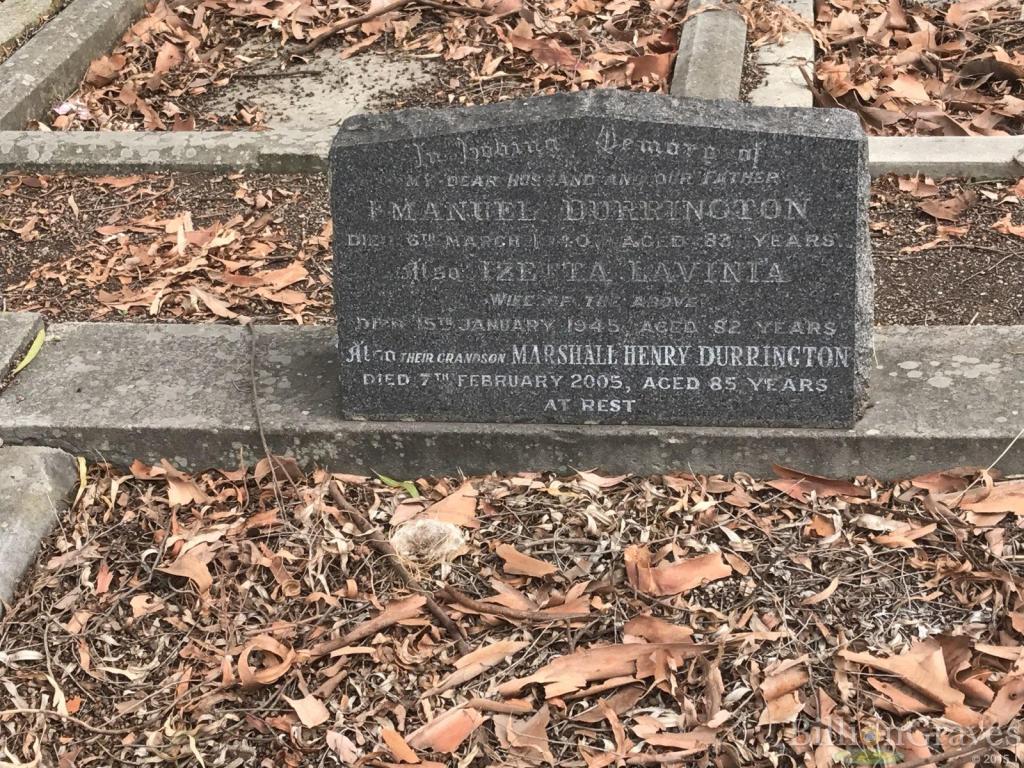 In Loving Memory of
MY DEAR HUSBAND AND OUR FATHER
EMANUEL DURRINGTON
DIED 6TH MARCH 1940, AGED 83 YEARS
Also IZETTA LAVINIA
WIFE OF THE ABOVE
DIED 15TH JANUARY 1945, AGED 82 YEARS
Also THEIR GRANDSON MARSHALL HENRY DURRINGTON
DIED 7TH FEBRUARY 2005, AGED 85 YEARS
AT REST
BillionGraves
© 2015